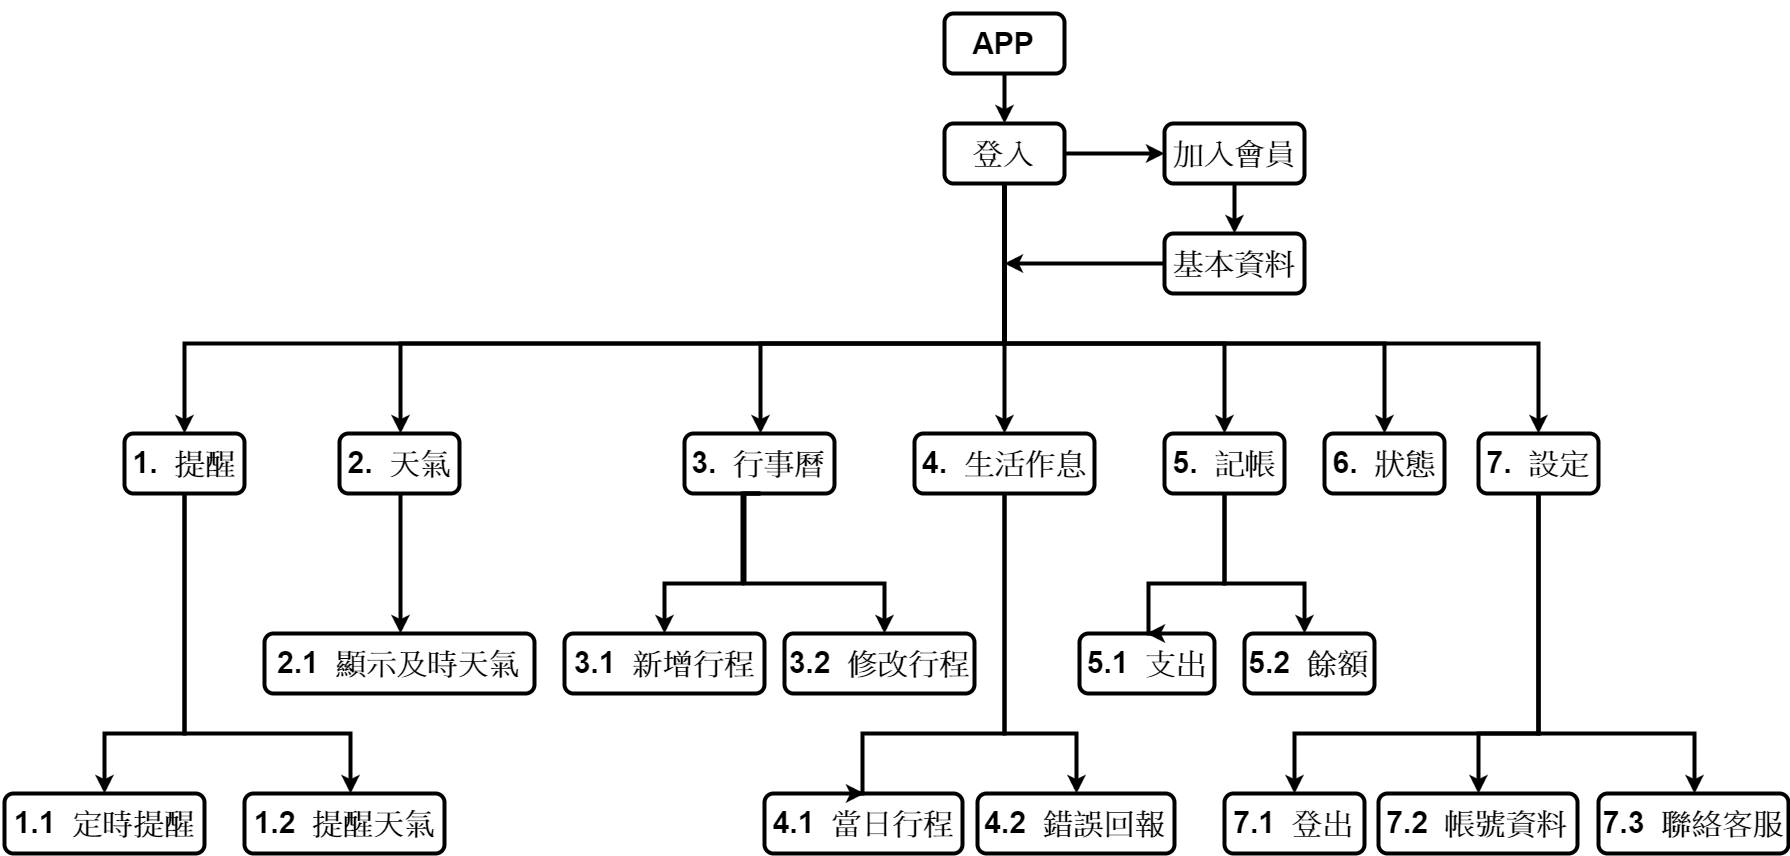 APP
登入
加入會員
基本資料
1. 提醒
2. 天氣
3. 行事曆
4. 生活作息
5. 記帳
6. 狀態
7. 設定
2.1 顯示及時天氣
3.1 新增行程
3.2 修改行程
5.1 支出
5.2 餘額
1.1 定時提醒
1.2 提醒天氣
4.1 當日行程
4.2 錯誤回報
7.1 登出
7.2 帳號資料
7.3 聯絡客服